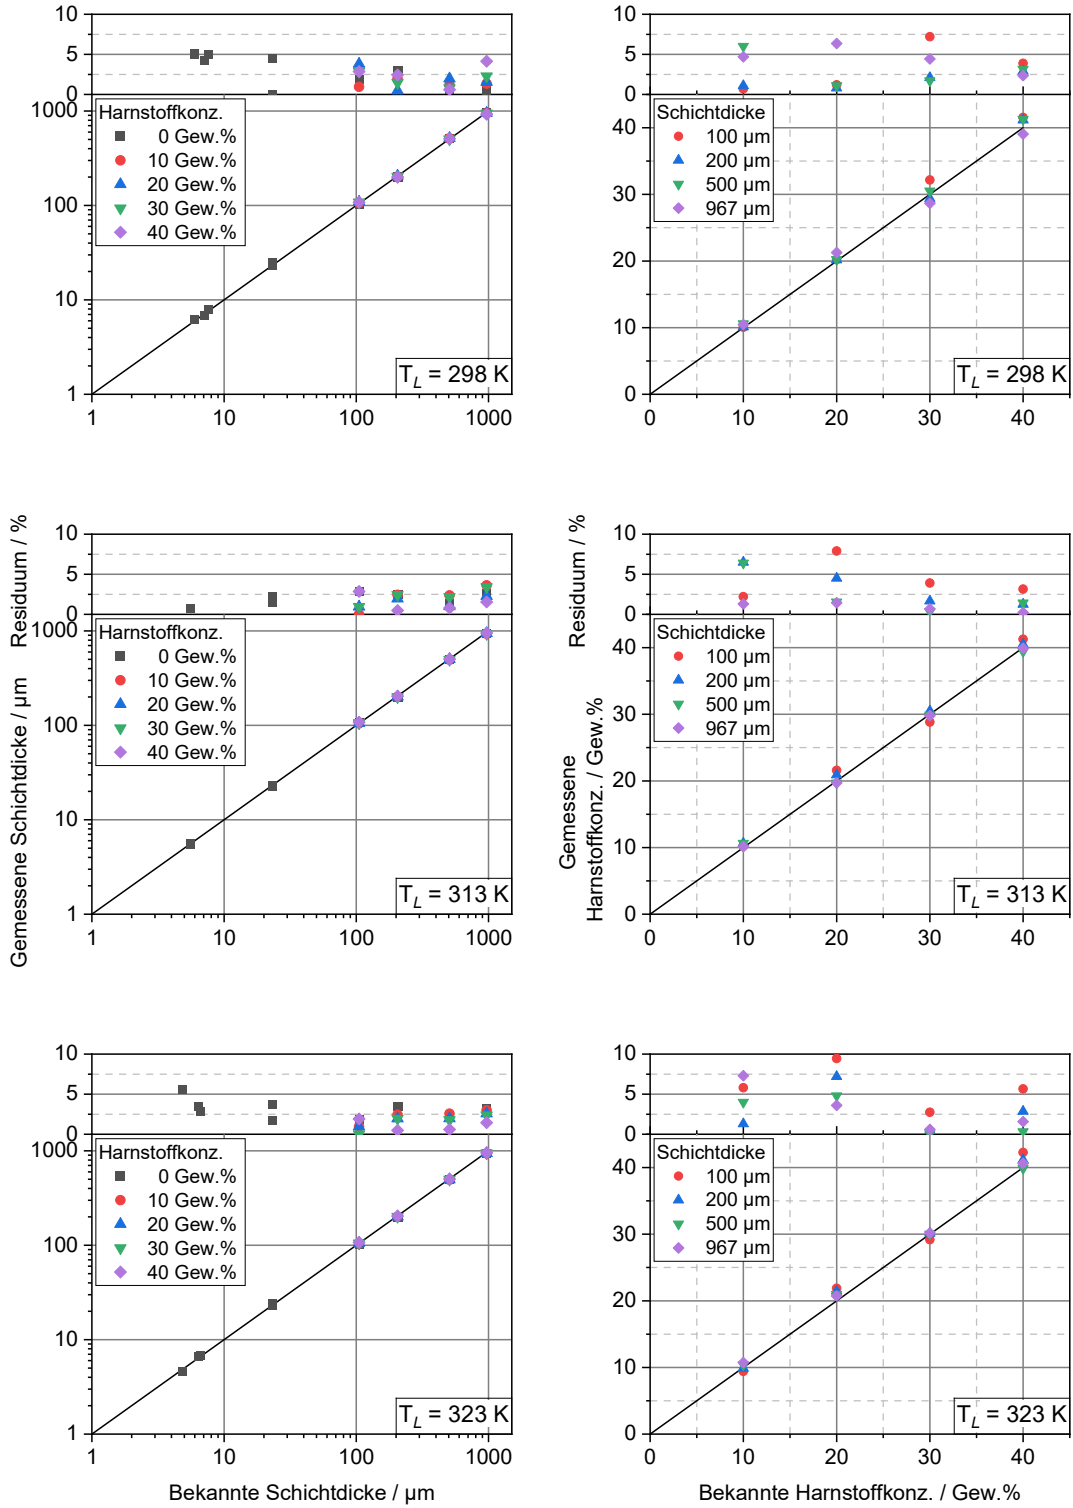 10
5
0
1000
100
10
1
Harnstoffkonz.
0 Gew.%
10 Gew.%
20 Gew.%
30 Gew.%
40 Gew.%
T_L = 298 K
1 10 100 1000
10
5
0
40
30
20
10
0
Schichtdicke
100 µm
200 µm
500 µm
967 µm
T_L = 298 K
0 10 20 30 40
Gemessene Schichtdicke / µm Residuum / %
10
5
0
1000
100
10
1
Harnstoffkonz.
0 Gew.%
10 Gew.%
20 Gew.%
30 Gew.%
40 Gew.%
T_L = 313 K
1 10 100 1000
Gemessene
Harnstoffkonz. / Gew.% Residuum / %
10
5
0
40
30
20
10
0
Schichtdicke
100 µm
200 µm
500 µm
967 µm
T_L = 313 K
0 10 20 30 40
10
5
0
1000
100
10
1
Harnstoffkonz.
0 Gew.%
10 Gew.%
20 Gew.%
30 Gew.%
40 Gew.%
T_L = 323 K
1 10 100 1000
Bekannte Schichtdicke / µm
10
5
0
40
30
20
10
0
Schichtdicke
100 µm
200 µm
500 µm
967 µm
T_L = 323 K
0 10 20 30 40
Bekannte Harnstoffkonz. / Gew.%